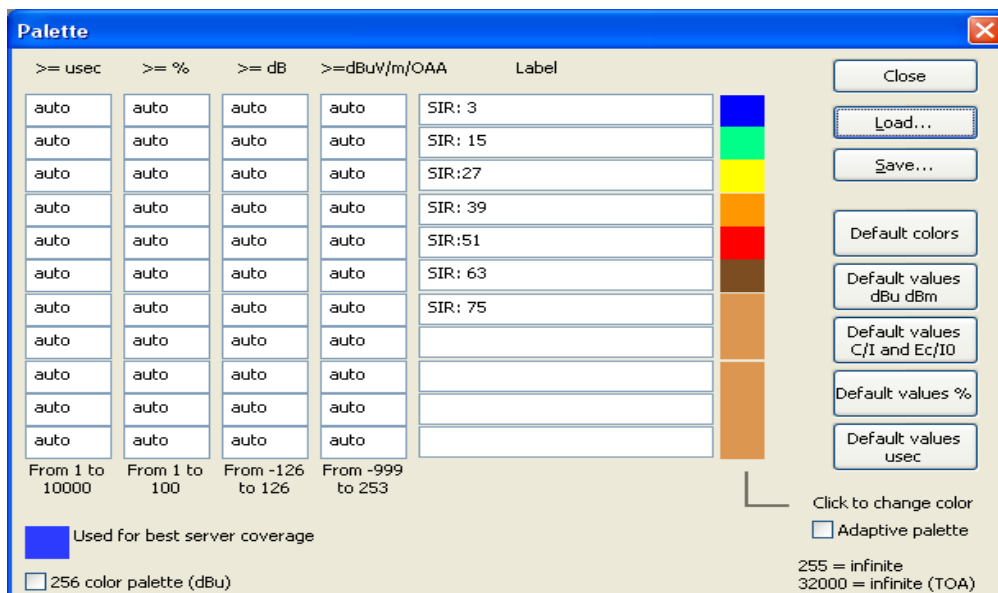 Palette
>= usec >= % >= dB >=dBuV/m/OAA Label
auto auto auto auto SIR: 3
auto auto auto auto SIR: 15
auto auto auto auto SIR:27
auto auto auto auto SIR: 39
auto auto auto auto SIR:51
auto auto auto auto SIR: 63
auto auto auto auto SIR: 75
auto auto auto auto
auto auto auto auto
auto auto auto auto
auto auto auto auto
From 1 to From 1 to From -126 From -999
10000 100 to 126 to 253
Used for best server coverage
256 color palette (dBu)
Close
Load...
Save...
Default colors
Default values
dBu dBm
Default values
C/I and Ec/I0
Default values %
Default values
usec
Click to change color
Adaptive palette
255 = infinite
32000 = infinite (TOA)